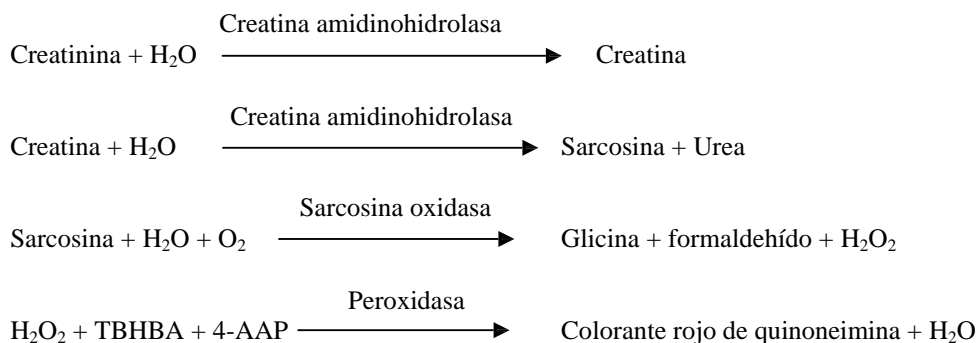 Creatina amidinohidrolasa
Creatinina + H₂O Creatina
Creatina amidinohidrolasa
Creatina + H₂O Sarcosina + Urea
Sarcosina oxidasa
Sarcosina + H₂O + O₂ Glicina + formaldehído + H₂O₂
Peroxidasa
H₂O₂ + TBHBA + 4-AAP Colorante rojo de quinoneimina + H₂O